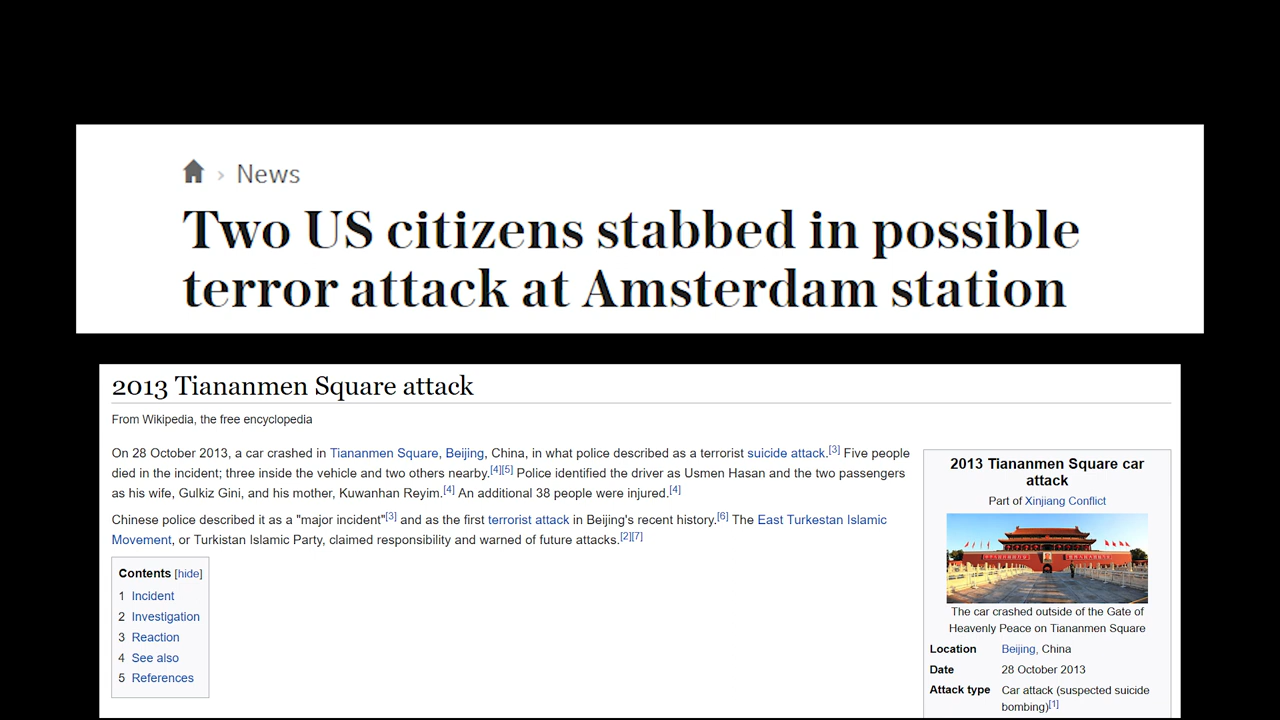 › News
Two US citizens stabbed in possible
terror attack at Amsterdam station
2013 Tiananmen Square attack
From Wikipedia, the free encyclopedia
On 28 October 2013, a car crashed in Tiananmen Square, Beijing, China, in what police described as a terrorist suicide attack.[3] Five people
died in the incident; three inside the vehicle and two others nearby.[4][5] Police identified the driver as Usmen Hasan and the two passengers
as his wife, Gulkiz Gini, and his mother, Kuwanhan Reyim.[4] An additional 38 people were injured.[4]
Chinese police described it as a "major incident"[3] and as the first terrorist attack in Beijing's recent history.[6] The East Turkestan Islamic
Movement, or Turkistan Islamic Party, claimed responsibility and warned of future attacks.[2][7]
Contents [hide]
1 Incident
2 Investigation
3 Reaction
4 See also
5 References
2013 Tiananmen Square car
attack
Part of Xinjiang Conflict
The car crashed outside of the Gate of
Heavenly Peace on Tiananmen Square
Location Beijing, China
Date 28 October 2013
Attack type Car attack (suspected suicide
bombing)[1]